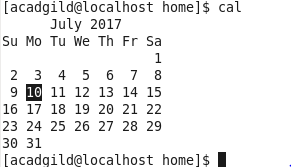 [acadgild@localhost home]$ cal
July 2017
Su Mo Tu We Th Fr Sa
1
2 3 4 5 6 7 8
9 10 11 12 13 14 15
16 17 18 19 20 21 22
23 24 25 26 27 28 29
30 31
[acadgild@localhost home]$